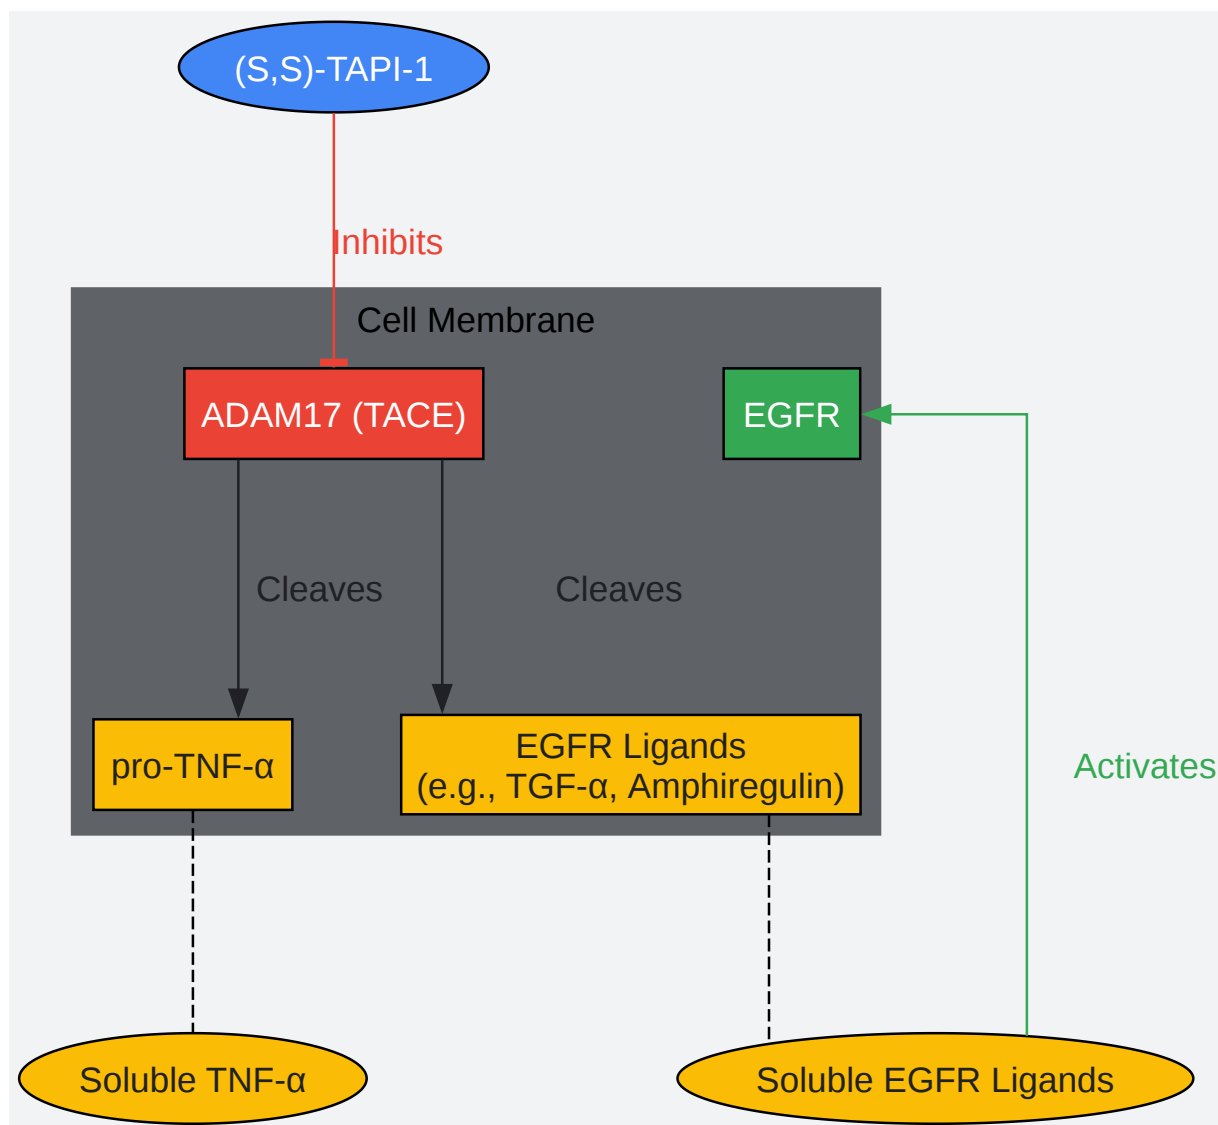 (S,S)-TAPI-1
Inhibits
Cell Membrane
ADAM17 (TACE)
EGFR
Cleaves
Cleaves
pro-TNF-α
EGFR Ligands
(e.g., TGF-α, Amphiregulin)
Activates
Soluble TNF-α
Soluble EGFR Ligands